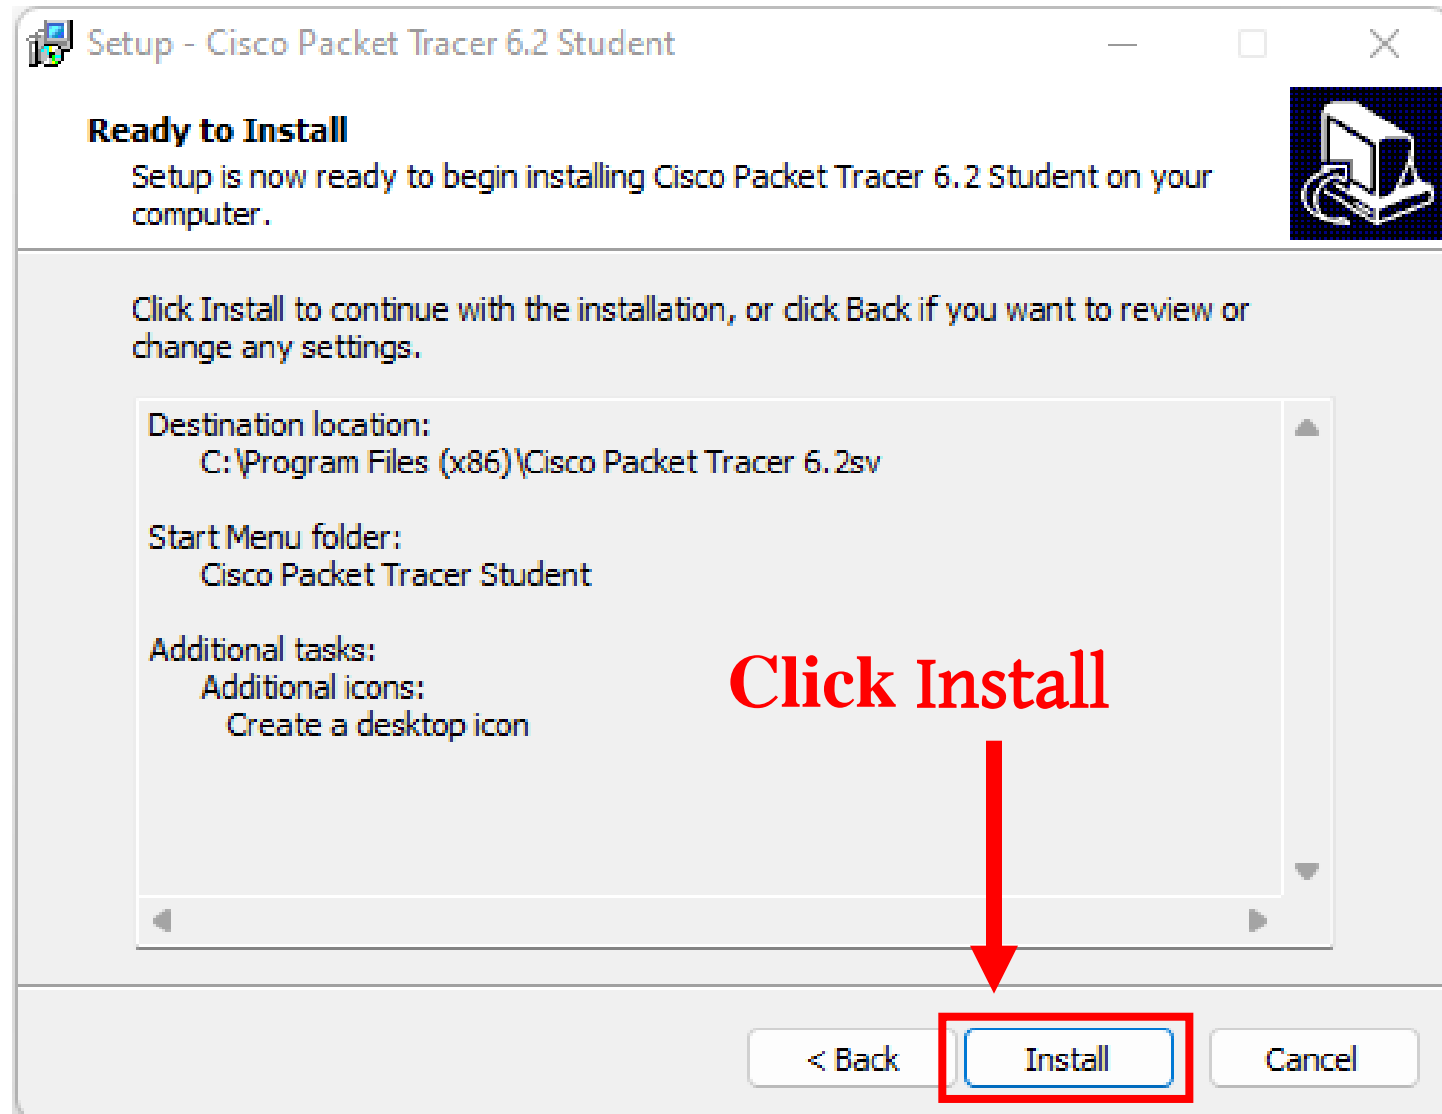 Setup - Cisco Packet Tracer 6.2 Student
Ready to Install
Setup is now ready to begin installing Cisco Packet Tracer 6.2 Student on your
computer.
Click Install to continue with the installation, or click Back if you want to review or
change any settings.
Destination location:
C:\Program Files (x86)\Cisco Packet Tracer 6.2sv
Start Menu folder:
Cisco Packet Tracer Student
Additional tasks:
Additional icons:
Create a desktop icon
Click Install
< Back
Install
Cancel